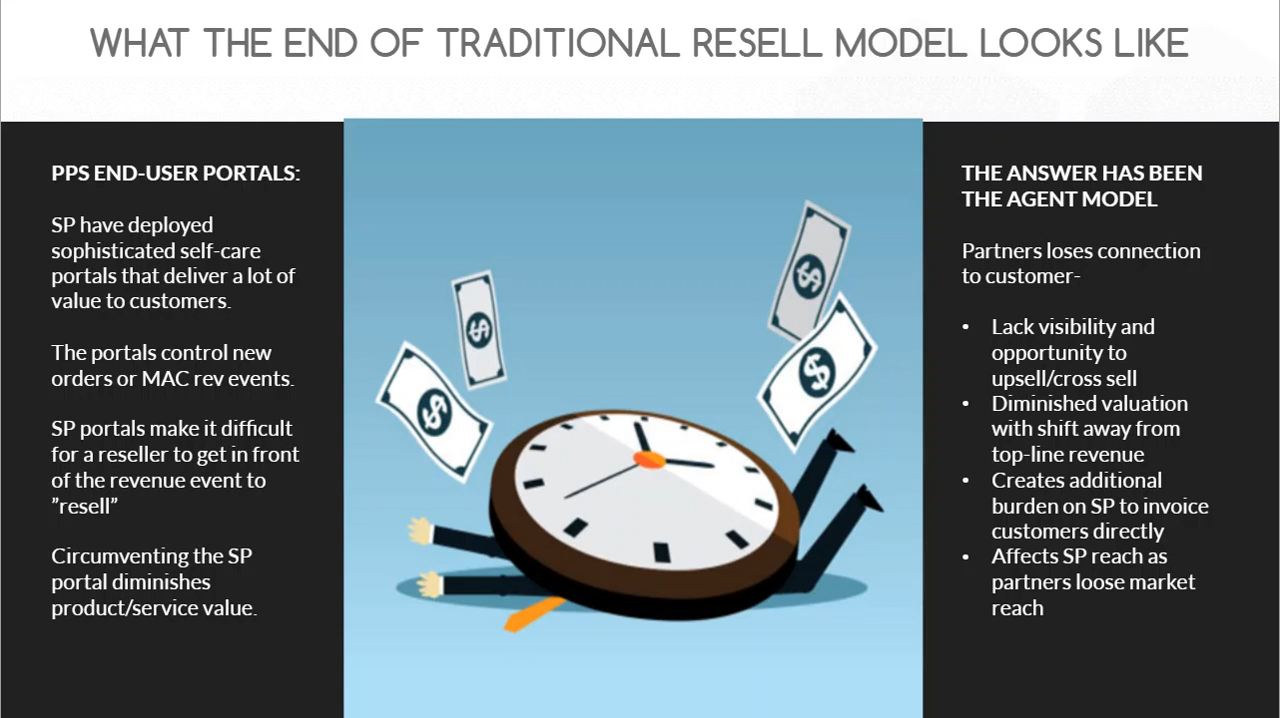 WHAT THE END OF TRADITIONAL RESELL MODEL LOOKS LIKE
PPS END-USER PORTALS:
SP have deployed
sophisticated self-care
portals that deliver a lot of
value to customers.
The portals control new
orders or MAC rev events.
SP portals make it difficult
for a reseller to get in front
of the revenue event to
”resell”
Circumventing the SP
portal diminishes
product/service value.
$
$
$
$
THE ANSWER HAS BEEN
THE AGENT MODEL
Partners loses connection
to customer-
• Lack visibility and
opportunity to
upsell/cross sell
• Diminished valuation
with shift away from
top-line revenue
• Creates additional
burden on SP to invoice
customers directly
• Affects SP reach as
partners loose market
reach